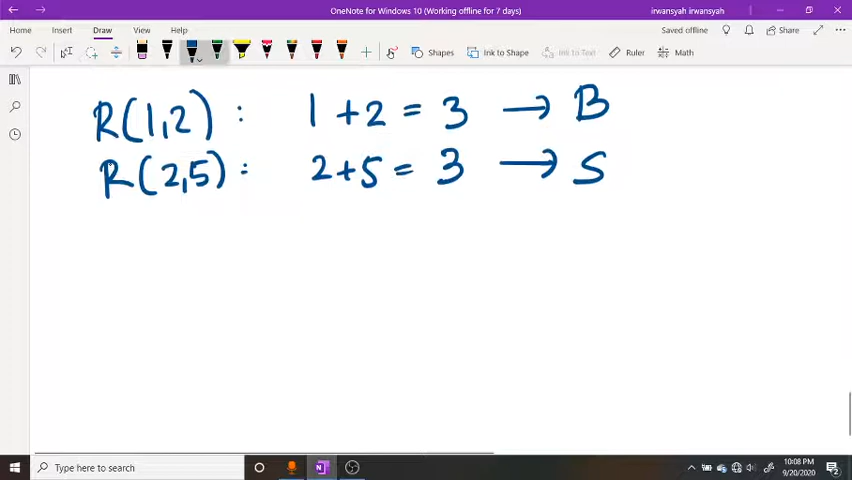 OneNote for Windows 10 (Working offline for 7 days)
irwansyah irwansyah
Home Insert Draw View Help
Saved offline
Share
Shapes Ink to Shape Ink to Text Ruler Math
R(1,2) : 1 + 2 = 3 → B
R(2,5) : 2 + 5 = 3 → S
Type here to search
10:08 PM
9/20/2020
2